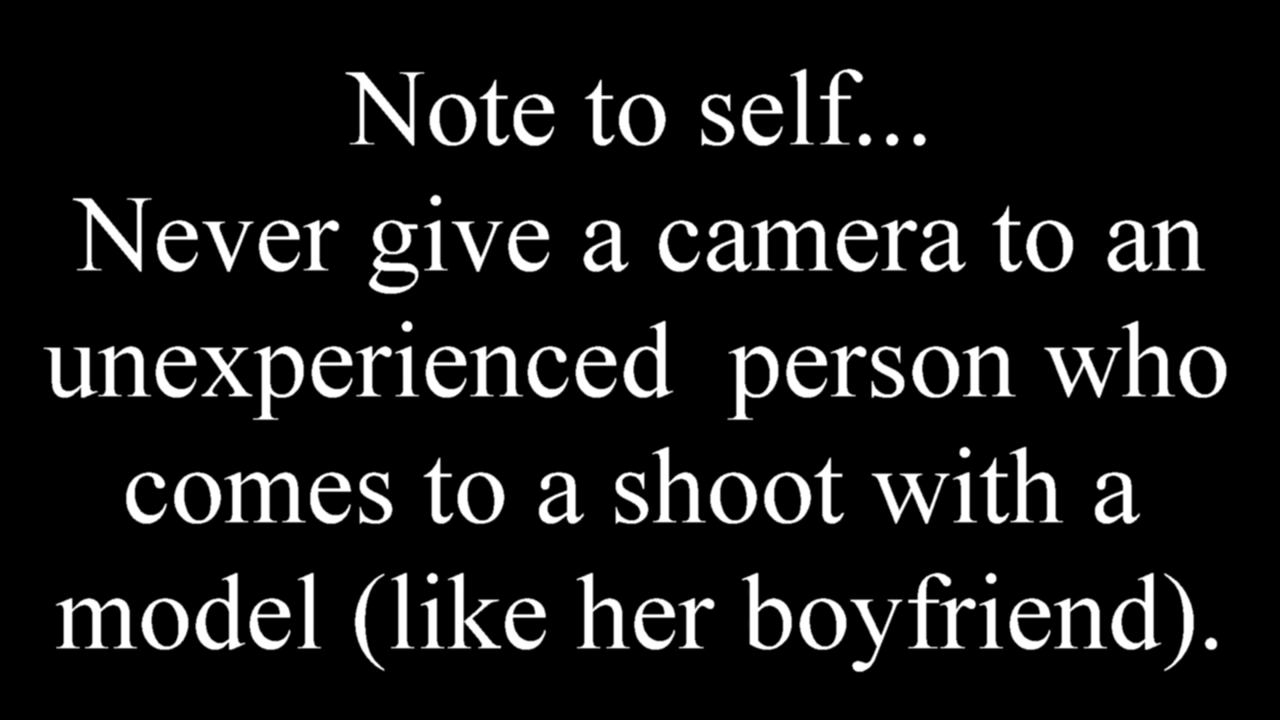 Note to self...
Never give a camera to an
unexperienced  person who
comes to a shoot with a
model (like her boyfriend).